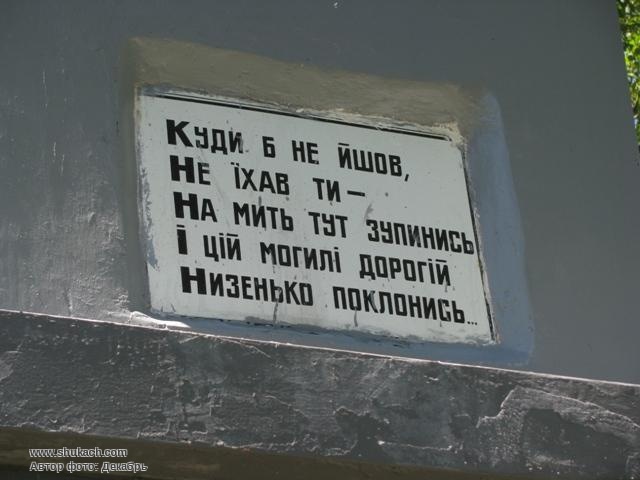 Куди б не йшов,
Не їхав ти —
На мить тут зупинись
І цій могилі дорогій
Низенько поклонись...
www.shukach.com
Автор фото: Декабрь